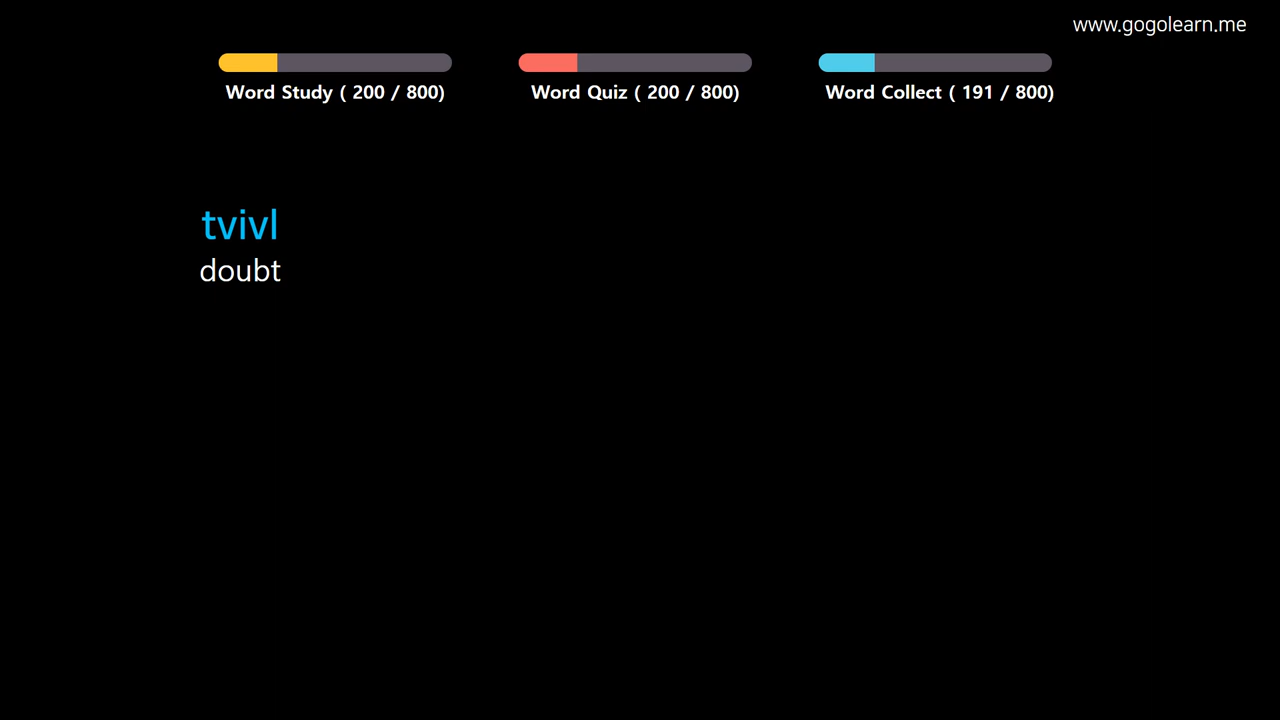 www.gogolearn.me
Word Study ( 200 / 800)
Word Quiz ( 200 / 800)
Word Collect ( 191 / 800)
tvivl
doubt